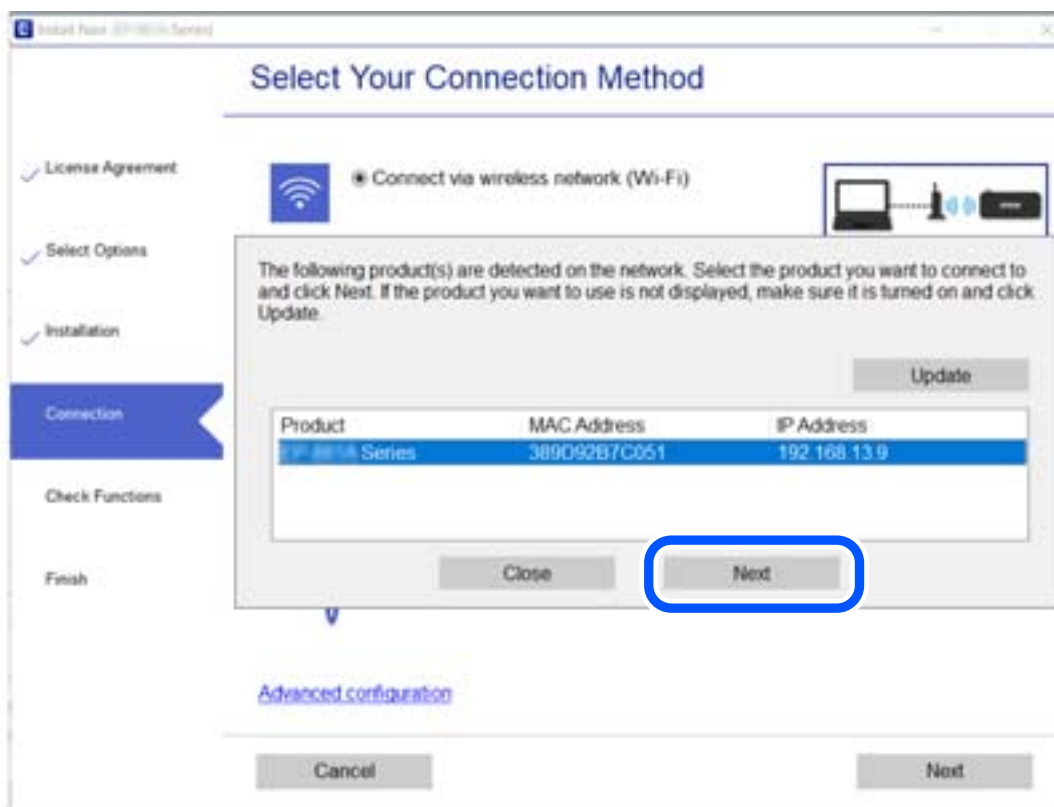 Install Navi
Series]
Select Your Connection Method
License Agreement
Select Options
Installation
Connection
Check Functions
Finish
Connect via wireless network (Wi-Fi)
The following product(s) are detected on the network. Select the product you want to connect to
and click Next. If the product you want to use is not displayed, make sure it is turned on and click
Update.
Update
Product MAC Address IP Address
Series 389D92B7C051 192.168.13.9
Close Next
Advanced configuration
Cancel Next